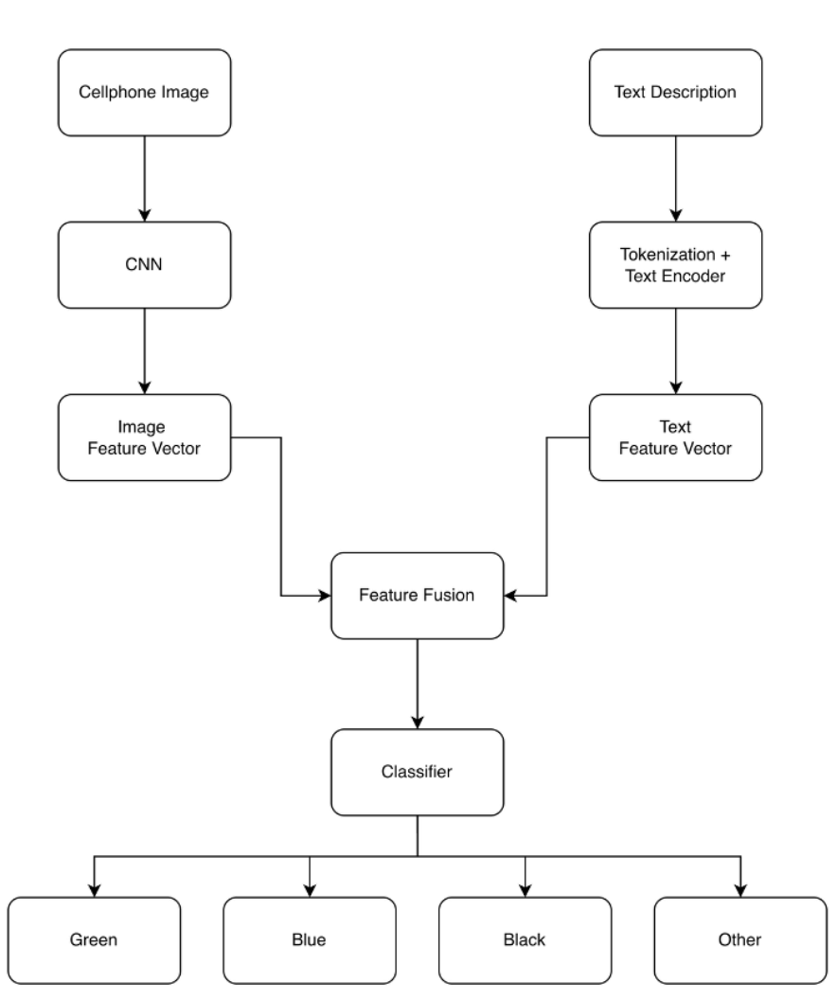 Cellphone Image
Text Description
CNN
Tokenization +
Text Encoder
Image
Feature Vector
Text
Feature Vector
Feature Fusion
Classifier
Green
Blue
Black
Other